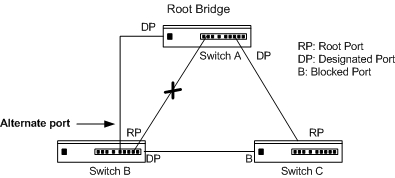 Root Bridge
DP
Switch A
DP
RP: Root Port
DP: Designated Port
B: Blocked Port
Alternate port
RP
RP
DP
B
Switch B
Switch C